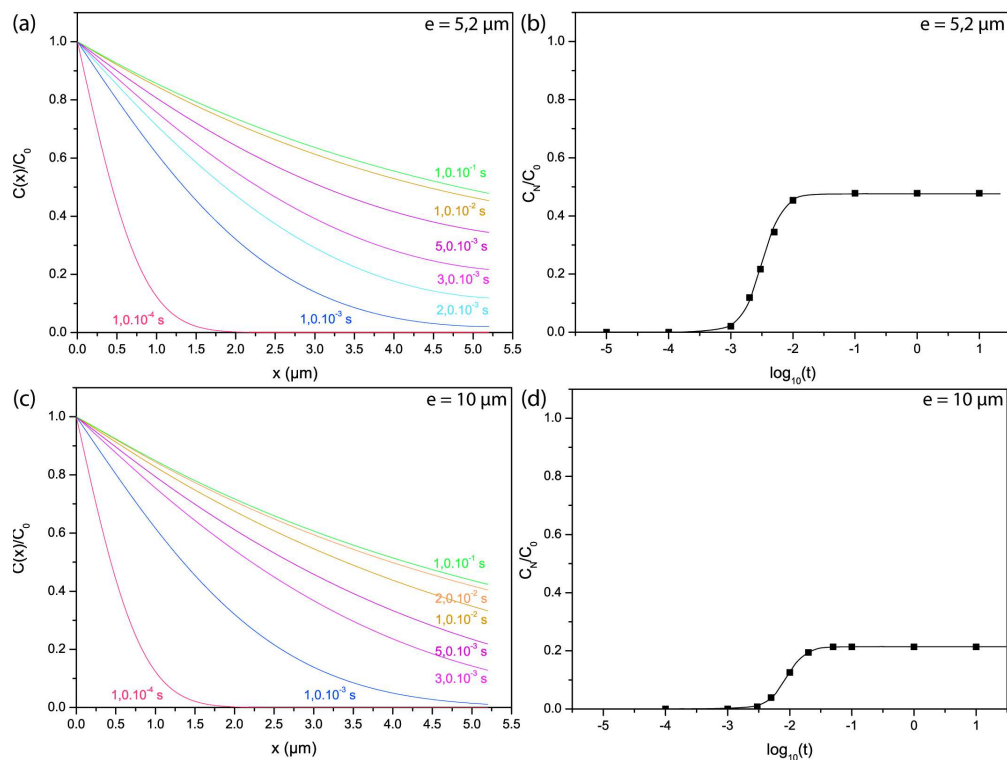 (a)
e = 5,2 µm
1.0
0.8
0.6
0.4
0.2
0.0
C(x)/C₀
1,0.10⁻¹ s
1,0.10⁻² s
5,0.10⁻³ s
3,0.10⁻³ s
2,0.10⁻³ s
1,0.10⁻⁴ s
1,0.10⁻³ s
0.0 0.5 1.0 1.5 2.0 2.5 3.0 3.5 4.0 4.5 5.0 5.5
x (µm)
(b)
e = 5,2 µm
1.0
0.8
0.6
0.4
0.2
0.0
C_N/C₀
-5 -4 -3 -2 -1 0 1
log₁₀(t)
(c)
e = 10 µm
1.0
0.8
0.6
0.4
0.2
0.0
C(x)/C₀
1,0.10⁻¹ s
2,0.10⁻² s
1,0.10⁻² s
5,0.10⁻³ s
3,0.10⁻³ s
1,0.10⁻⁴ s
1,0.10⁻³ s
0.0 0.5 1.0 1.5 2.0 2.5 3.0 3.5 4.0 4.5 5.0 5.5
x (µm)
(d)
e = 10 µm
1.0
0.8
0.6
0.4
0.2
0.0
C_N/C₀
-5 -4 -3 -2 -1 0 1
log₁₀(t)